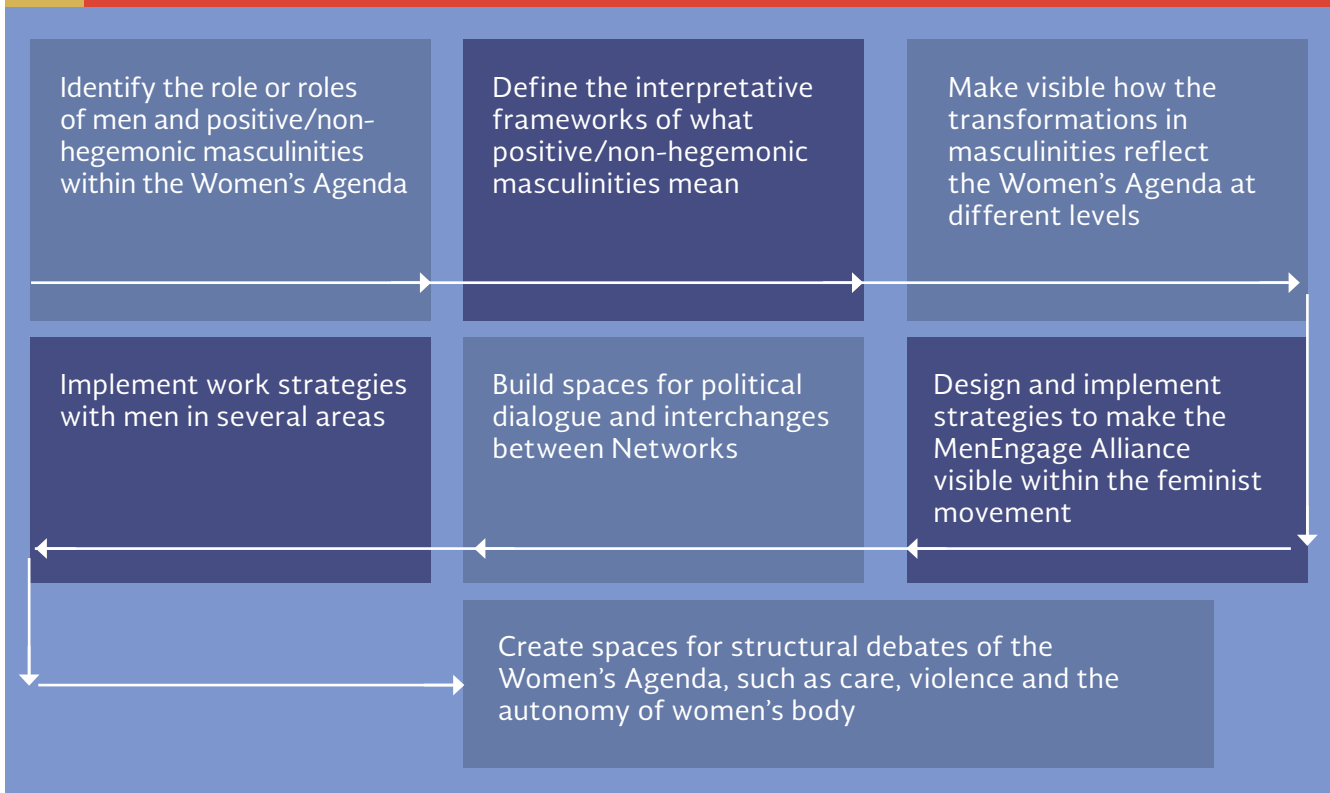 Identify the role or roles
of men and positive/non-
hegemonic masculinities
within the Women’s Agenda
Define the interpretative
frameworks of what
positive/non-hegemonic
masculinities mean
Make visible how the
transformations in
masculinities reflect
the Women’s Agenda at
different levels
Design and implement
strategies to make the
MenEngage Alliance
visible within the feminist
movement
Build spaces for political
dialogue and interchanges
between Networks
Implement work strategies
with men in several areas
Create spaces for structural debates of the
Women’s Agenda, such as care, violence and the
autonomy of women’s body